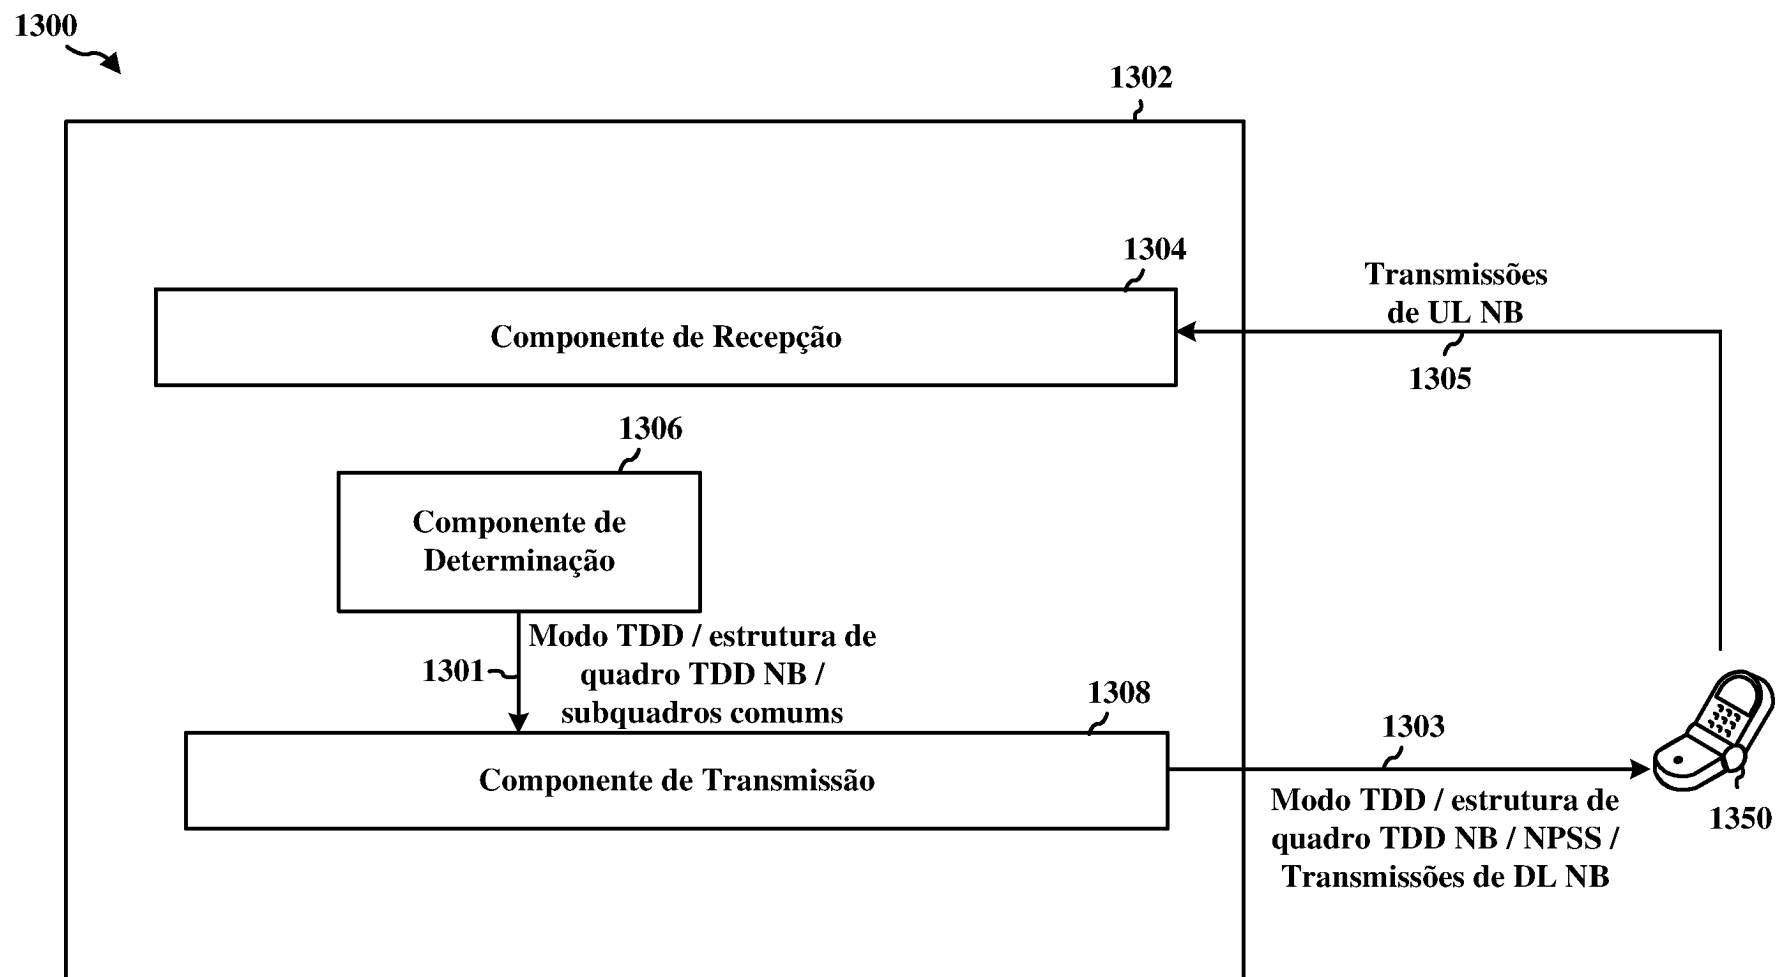 1300
1302
1304
Componente de Recepção
Transmissões
de UL NB
1305
1306
Componente de
Determinação
1301
Modo TDD / estrutura de
quadro TDD NB /
subquadros comums
1308
Componente de Transmissão
1303
Modo TDD / estrutura de
quadro TDD NB / NPSS /
Transmissões de DL NB
1350